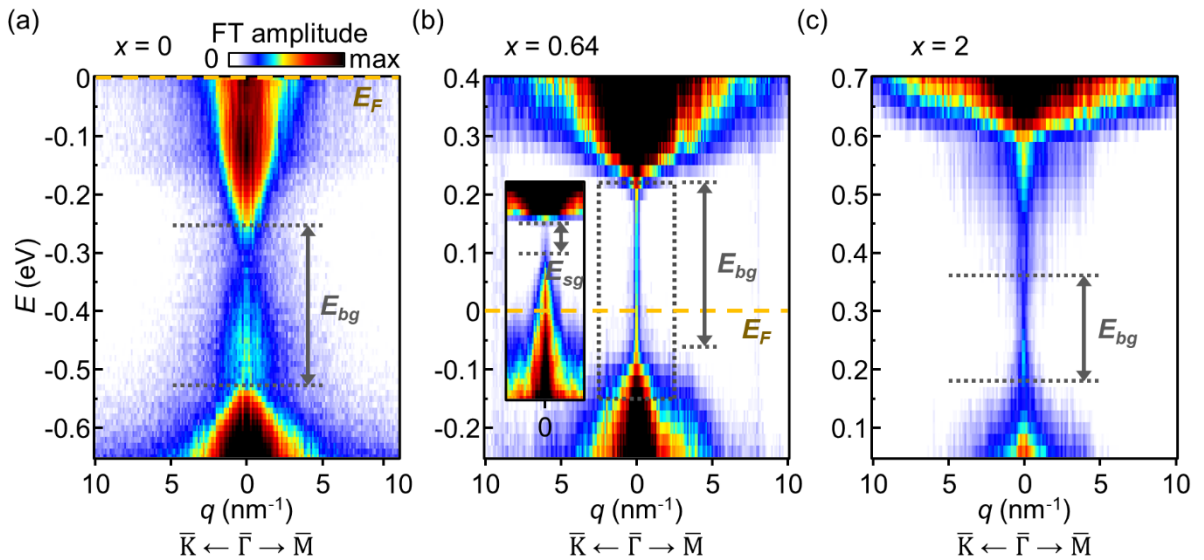 (a) x = 0
FT amplitude
0 max
E_F
E_bg
0
-0.1
-0.2
-0.3
-0.4
-0.5
-0.6
E (eV)
10 5 0 5 10
q (nm⁻¹)
K̅ ← Γ̅ → M̅
(b) x = 0.64
0.4
0.3
0.2
0.1
0
-0.1
-0.2
E_sg
0
E_bg
E_F
10 5 0 5 10
q (nm⁻¹)
K̅ ← Γ̅ → M̅
(c) x = 2
0.7
0.6
0.5
0.4
0.3
0.2
0.1
E_bg
10 5 0 5 10
q (nm⁻¹)
K̅ ← Γ̅ → M̅